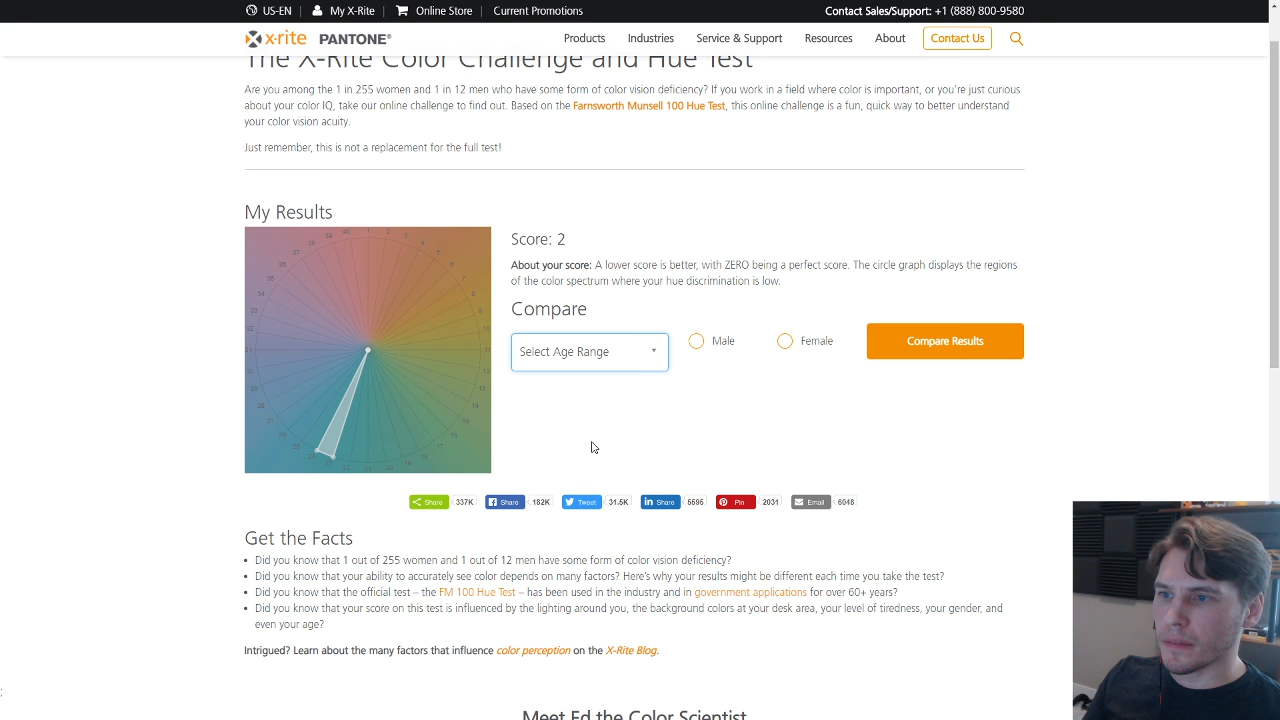 US-EN | My X-Rite | Online Store | Current Promotions Contact Sales/Support: +1 (888) 800-9580
x-rite PANTONE® Products Industries Service & Support Resources About Contact Us
The X-Rite Color Challenge and Hue Test
Are you among the 1 in 255 women and 1 in 12 men who have some form of color vision deficiency? If you work in a field where color is important, or you're just curious
about your color IQ, take our online challenge to find out. Based on the Farnsworth Munsell 100 Hue Test, this online challenge is a fun, quick way to better understand
your color vision acuity.
Just remember, this is not a replacement for the full test!
My Results
Score: 2
About your score: A lower score is better, with ZERO being a perfect score. The circle graph displays the regions
of the color spectrum where your hue discrimination is low.
Compare
Select Age Range
Male
Female
Compare Results
Share 337K Share 182K Tweet 31.5K Share 5595 Pin 2031 Email 6048
Get the Facts
• Did you know that 1 out of 255 women and 1 out of 12 men have some form of color vision deficiency?
• Did you know that your ability to accurately see color depends on many factors? Here's why your results might be different each time you take the test?
• Did you know that the official test – the FM 100 Hue Test – has been used in the industry and in government applications for over 60+ years?
• Did you know that your score on this test is influenced by the lighting around you, the background colors at your desk area, your level of tiredness, your gender, and
even your age?
Intrigued? Learn about the many factors that influence color perception on the X-Rite Blog.
Meet Ed the Color Scientist